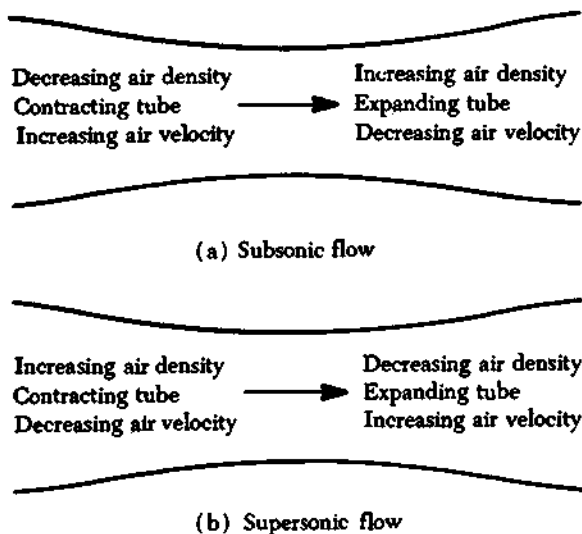 Decreasing air density
Contracting tube
Increasing air velocity
Increasing air density
Expanding tube
Decreasing air velocity
(a) Subsonic flow
Increasing air density
Contracting tube
Decreasing air velocity
Decreasing air density
Expanding tube
Increasing air velocity
(b) Supersonic flow